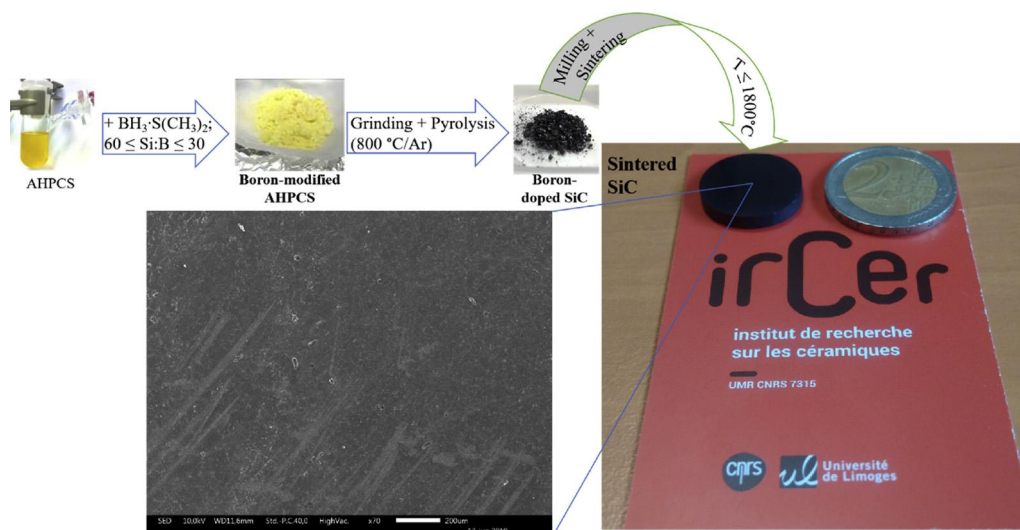 Milling +
Sintering
T ≤ 1800°C
+ BH₃·S(CH₃)₂;
60 ≤ Si:B ≤ 30
Grinding + Pyrolysis
(800 °C/Ar)
AHPCS
Boron-modified
AHPCS
Boron-
doped SiC
Sintered
SiC
2
irCer
institut de recherche
sur les céramiques
UMR CNRS 7315
cnrs
ul Université
de Limoges
SED 10,0kV WD11,6mm Std.-P.C.40,0 HighVac. x70 200um